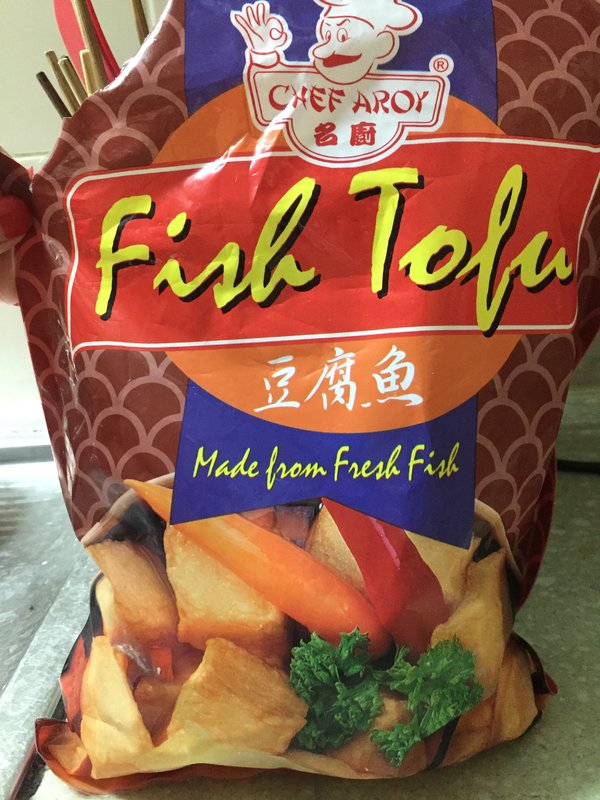 CHEF AROY ®
名廚
Fish Tofu
豆腐魚
Made from Fresh Fish